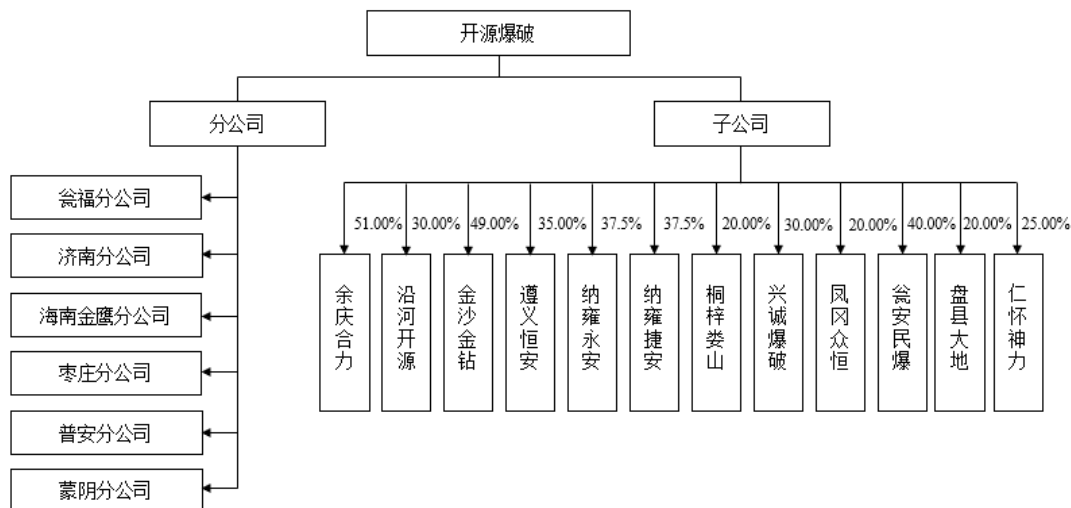 开源爆破
分公司
子公司
瓮福分公司
济南分公司
海南金鹰分公司
枣庄分公司
普安分公司
蒙阴分公司
51.00% 30.00% 49.00% 35.00% 37.5% 37.5% 20.00% 30.00% 20.00% 40.00% 20.00% 25.00%
余庆合力
沿河开源
金沙金钻
遵义恒安
纳雍永安
纳雍捷安
桐梓娄山
兴诚爆破
凤冈众恒
瓮安民爆
盘县大地
仁怀神力